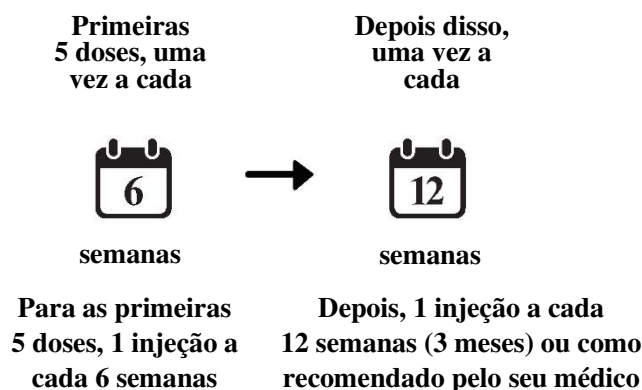 Primeiras
5 doses, uma
vez a cada
6
semanas
Para as primeiras
5 doses, 1 injeção a
cada 6 semanas
Depois disso,
uma vez a
cada
12
semanas
Depois, 1 injeção a cada
12 semanas (3 meses) ou como
recomendado pelo seu médico